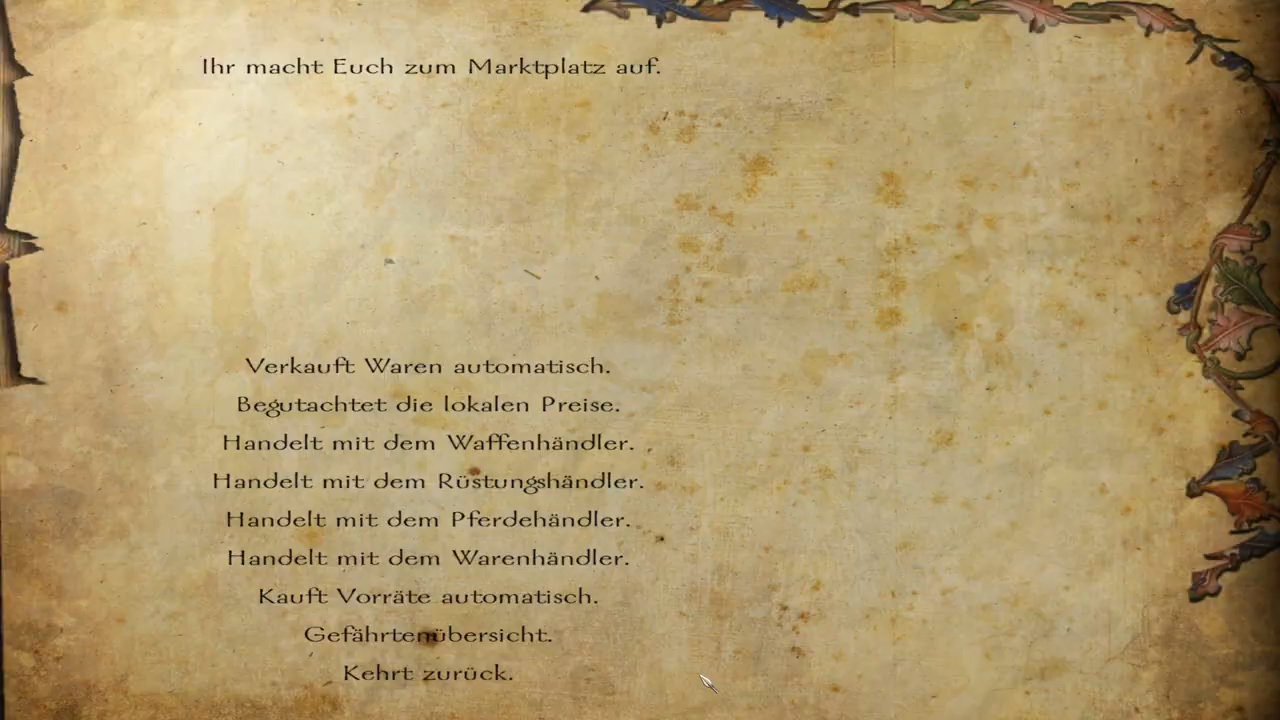 Ihr macht Euch zum Marktplatz auf.
Verkauft Waren automatisch.
Begutachtet die lokalen Preise.
Handelt mit dem Waffenhändler.
Handelt mit dem Rüstungshändler.
Handelt mit dem Pferdehändler.
Handelt mit dem Warenhändler.
Kauft Vorräte automatisch.
Gefährtenübersicht.
Kehrt zurück.